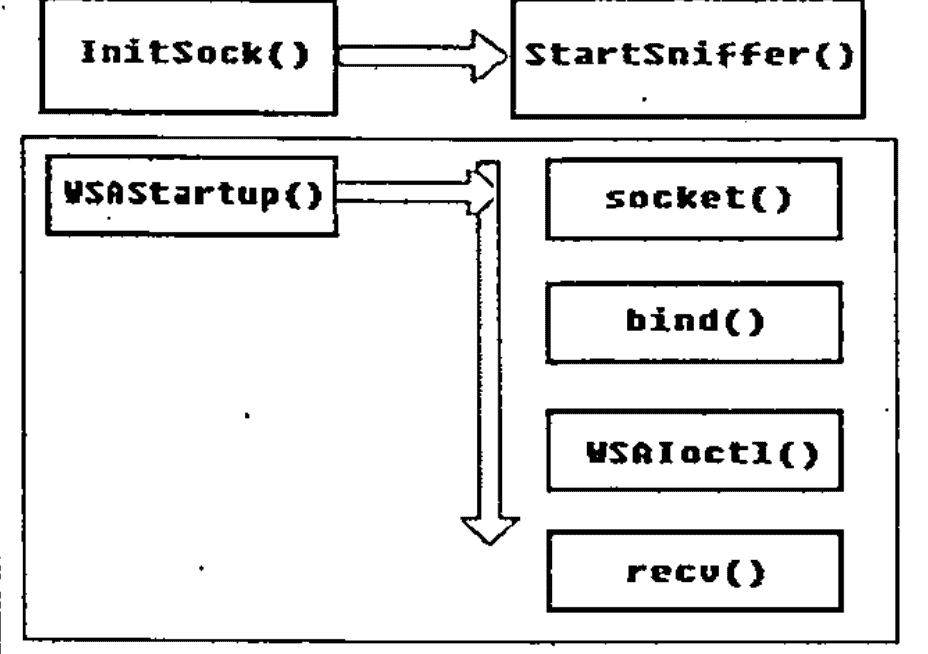 InitSock()
StartSniffer()
WSAStartup()
socket()
bind()
WSAIoctl()
recv()